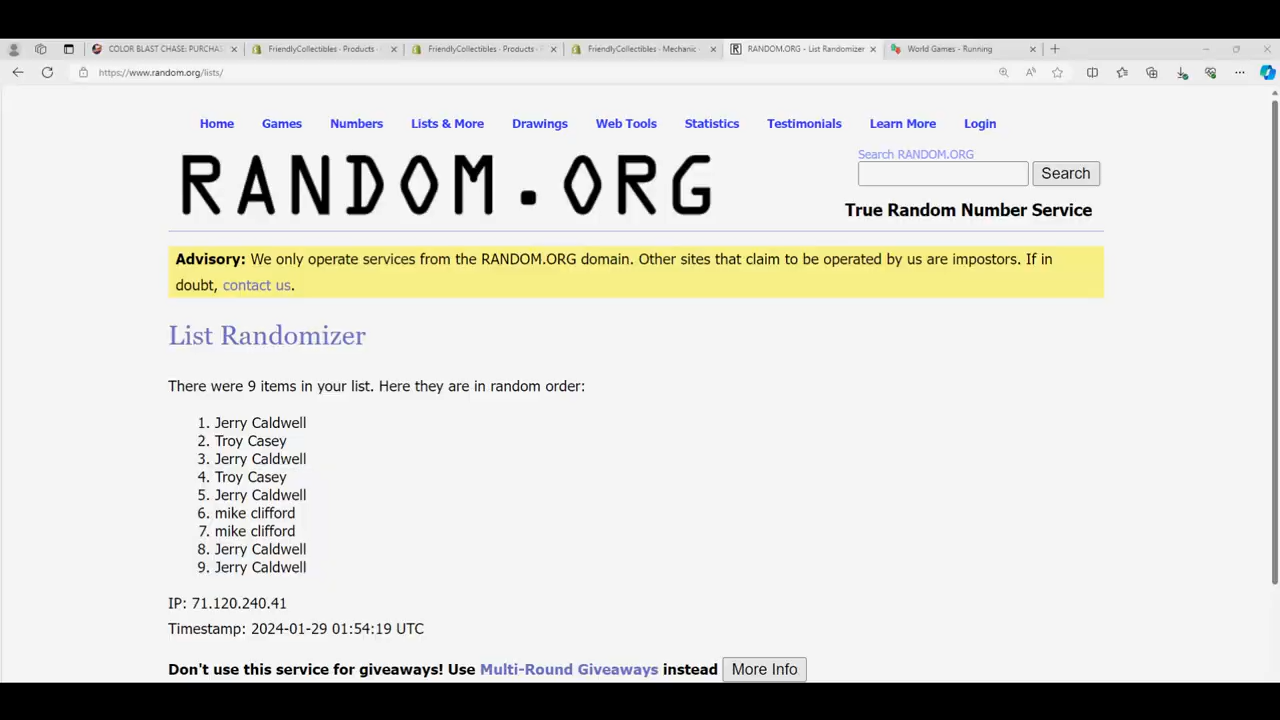 COLOR BLAST CHASE: PURCHA
FriendlyCollectibles · Products ·
FriendlyCollectibles · Products ·
FriendlyCollectibles · Mechanic ·
RANDOM.ORG - List Randomizer
World Games - Running
https://www.random.org/lists/
Home Games Numbers Lists & More Drawings Web Tools Statistics Testimonials Learn More Login
RANDOM.ORG
Search RANDOM.ORG
Search
True Random Number Service
Advisory: We only operate services from the RANDOM.ORG domain. Other sites that claim to be operated by us are impostors. If in
doubt, contact us.
List Randomizer
There were 9 items in your list. Here they are in random order:
1. Jerry Caldwell
2. Troy Casey
3. Jerry Caldwell
4. Troy Casey
5. Jerry Caldwell
6. mike clifford
7. mike clifford
8. Jerry Caldwell
9. Jerry Caldwell
IP: 71.120.240.41
Timestamp: 2024-01-29 01:54:19 UTC
Don't use this service for giveaways! Use Multi-Round Giveaways instead More Info